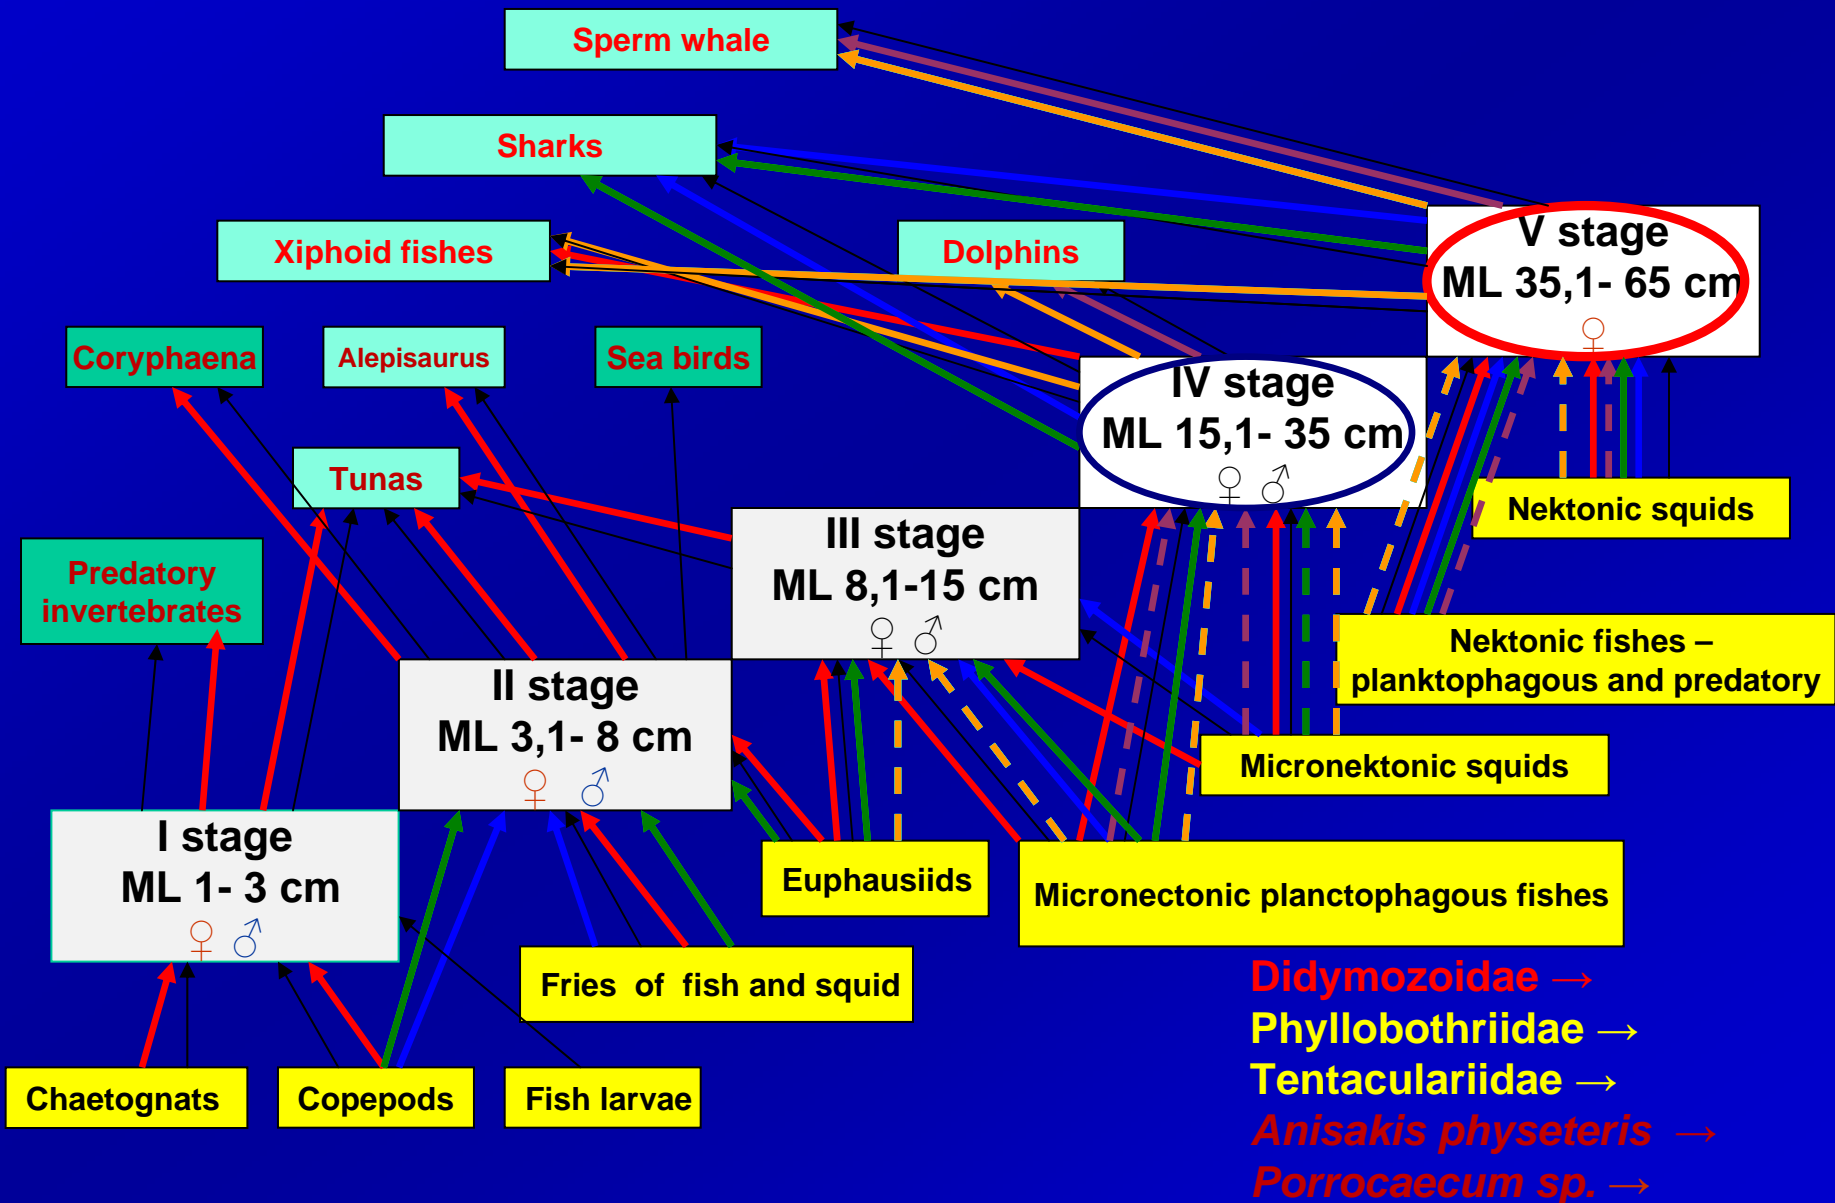 Sperm whale
Sharks
Xiphoid fishes
Dolphins
V stage
ML 35,1- 65 cm
♀
Coryphaena
Alepisaurus
Sea birds
IV stage
ML 15,1- 35 cm
♀ ♂
Tunas
Nektonic squids
III stage
ML 8,1-15 cm
♀ ♂
Predatory
invertebrates
Nektonic fishes –
planktophagous and predatory
II stage
ML 3,1- 8 cm
♀ ♂
Micronektonic squids
I stage
ML 1- 3 cm
♀ ♂
Euphausiids
Micronectonic planctophagous fishes
Fries of fish and squid
Chaetognats
Copepods
Fish larvae
Didymozoidae →
Phyllobothriidae →
Tentaculariidae →
Anisakis physeteris →
Porrocaecum sp. →